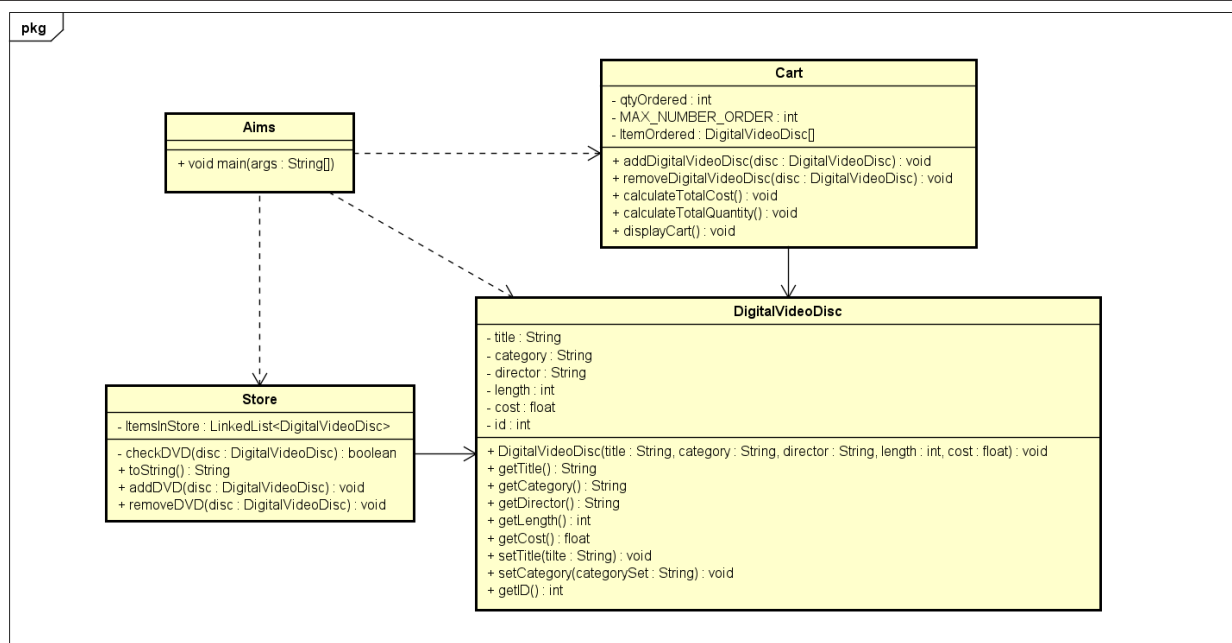 pkg
Cart
- qtyOrdered : int
- MAX_NUMBER_ORDER : int
- ItemOrdered : DigitalVideoDisc[]
+ addDigitalVideoDisc(disc : DigitalVideoDisc) : void
+ removeDigitalVideoDisc(disc : DigitalVideoDisc) : void
+ calculateTotalCost() : void
+ calculateTotalQuantity() : void
+ displayCart() : void
Aims
+ void main(args : String[])
DigitalVideoDisc
- title : String
- category : String
- director : String
- length : int
- cost : float
- id : int
+ DigitalVideoDisc(title : String, category : String, director : String, length : int, cost : float) : void
+ getTitle() : String
+ getCategory() : String
+ getDirector() : String
+ getLength() : int
+ getCost() : float
+ setTitle(tilte : String) : void
+ setCategory(categorySet : String) : void
+ getID() : int
Store
- ItemsInStore : LinkedList<DigitalVideoDisc>
- checkDVD(disc : DigitalVideoDisc) : boolean
+ toString() : String
+ addDVD(disc : DigitalVideoDisc) : void
+ removeDVD(disc : DigitalVideoDisc) : void